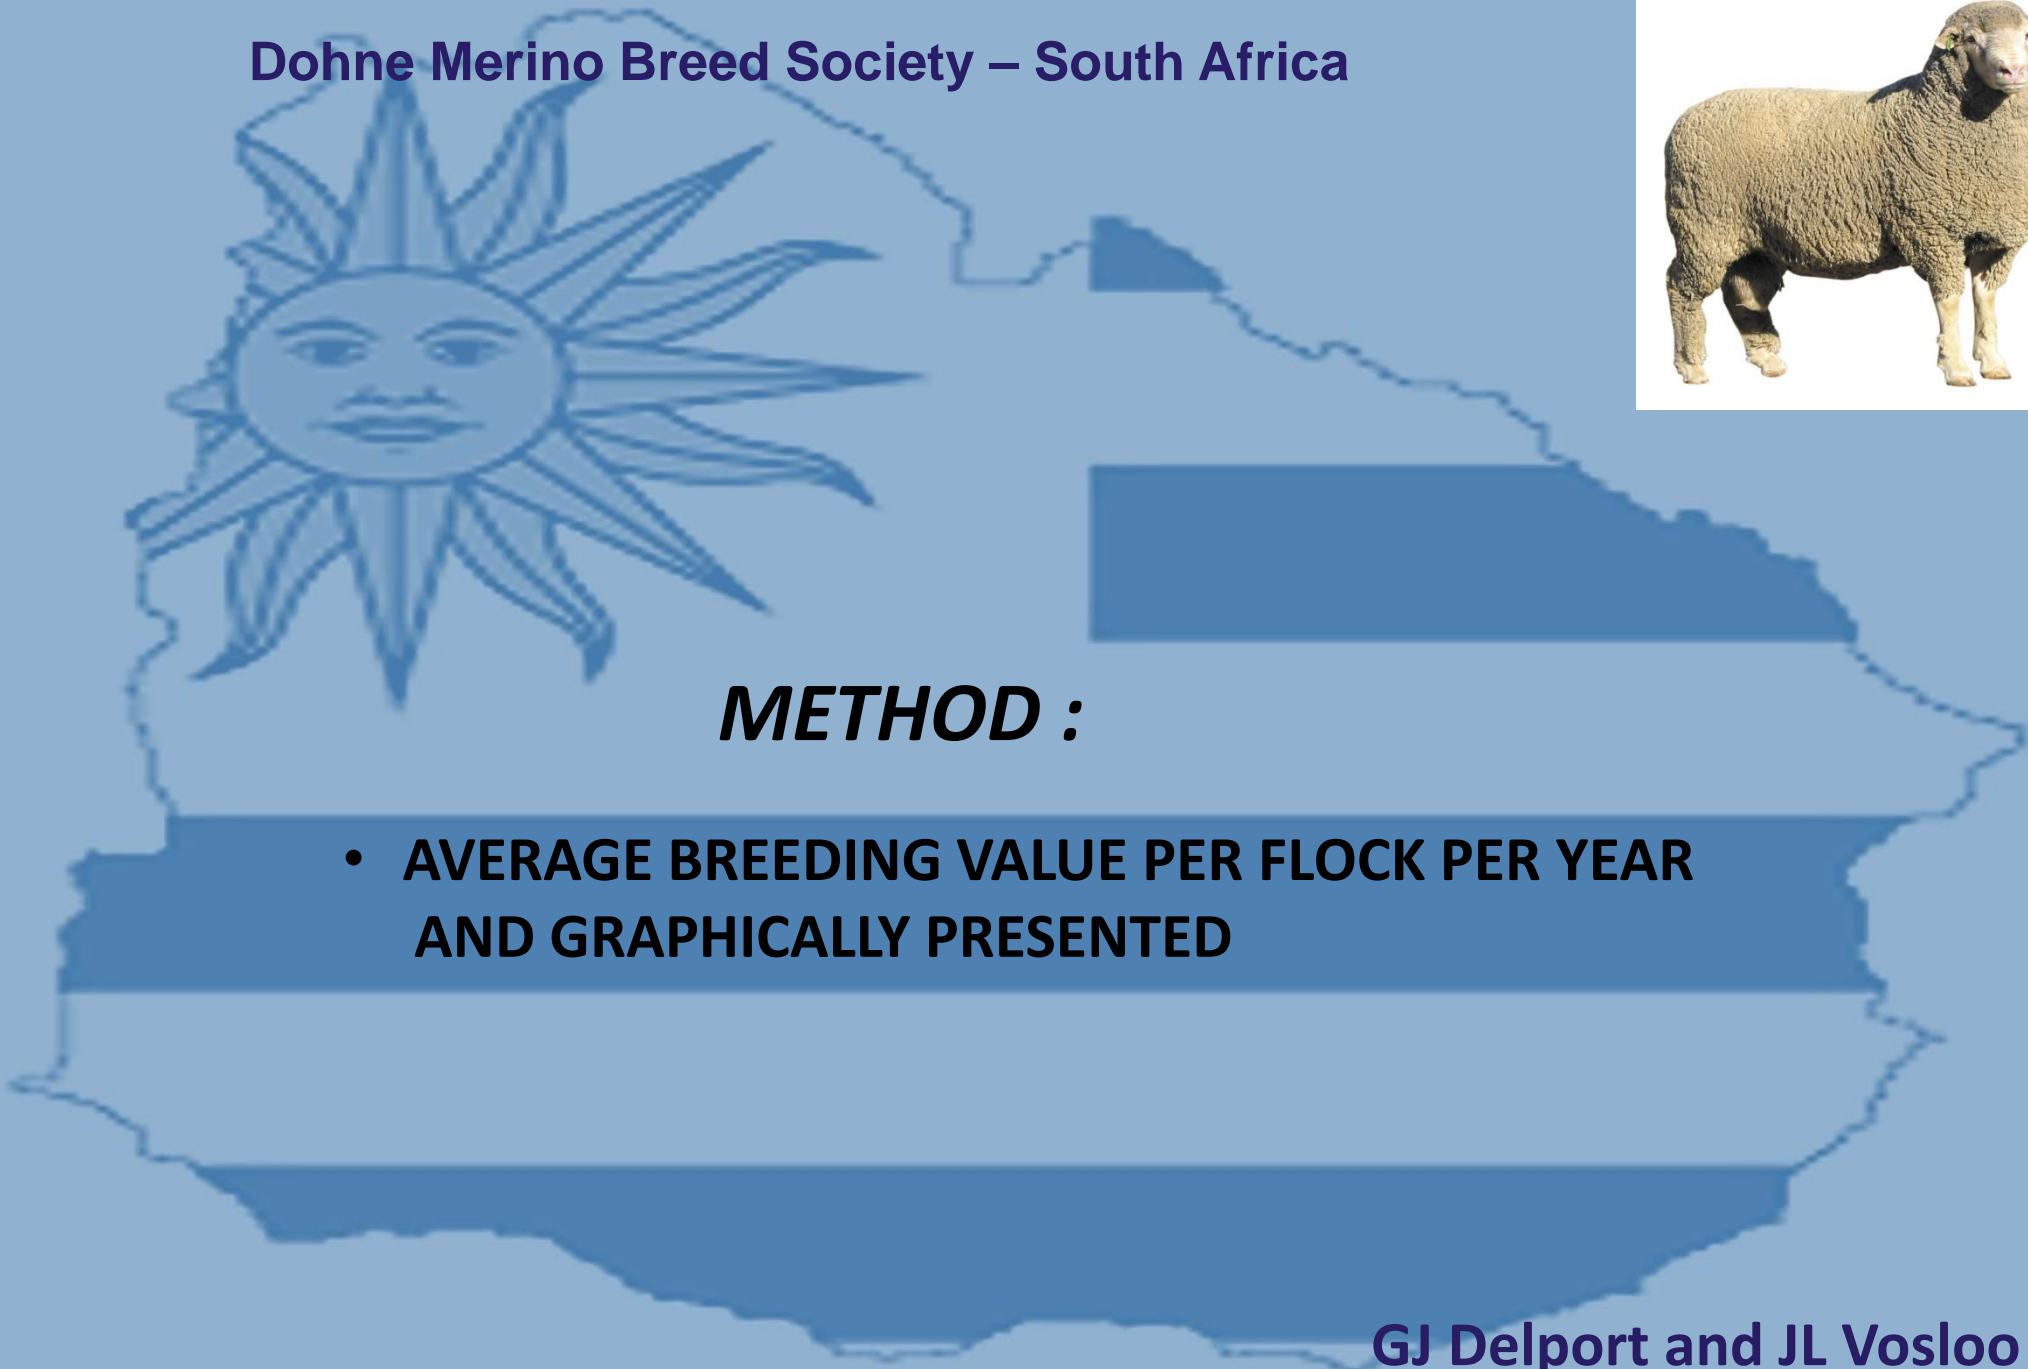 Dohne Merino Breed Society – South Africa
METHOD :
• AVERAGE BREEDING VALUE PER FLOCK PER YEAR
AND GRAPHICALLY PRESENTED
GJ Delport and JL Vosloo